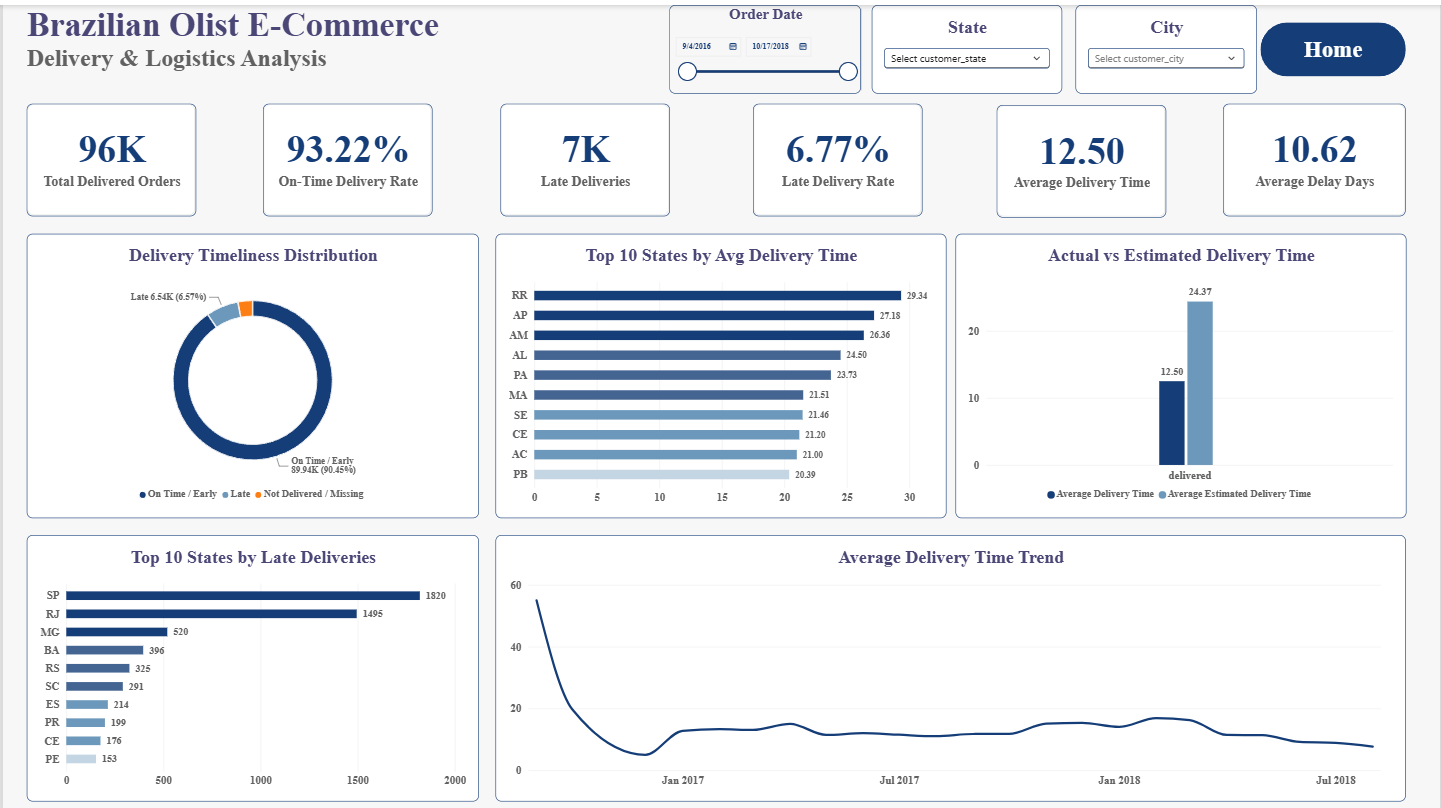 Brazilian Olist E-Commerce
Delivery & Logistics Analysis
Order Date
9/4/2016
10/17/2018
State
Select customer_state
City
Select customer_city
Home
96K
Total Delivered Orders
93.22%
On-Time Delivery Rate
7K
Late Deliveries
6.77%
Late Delivery Rate
12.50
Average Delivery Time
10.62
Average Delay Days
Delivery Timeliness Distribution
Late 6.54K (6.57%)
On Time / Early
89.94K (90.45%)
On Time / Early Late Not Delivered / Missing
Top 10 States by Avg Delivery Time
RR 29.34
AP 27.18
AM 26.36
AL 24.50
PA 23.73
MA 21.51
SE 21.46
CE 21.20
AC 21.00
PB 20.39
0 5 10 15 20 25 30
Actual vs Estimated Delivery Time
24.37
20
12.50
10
0
delivered
Average Delivery Time Average Estimated Delivery Time
Top 10 States by Late Deliveries
SP 1820
RJ 1495
MG 520
BA 396
RS 325
SC 291
ES 214
PR 199
CE 176
PE 153
0 500 1000 1500 2000
Average Delivery Time Trend
60
40
20
0
Jan 2017 Jul 2017 Jan 2018 Jul 2018